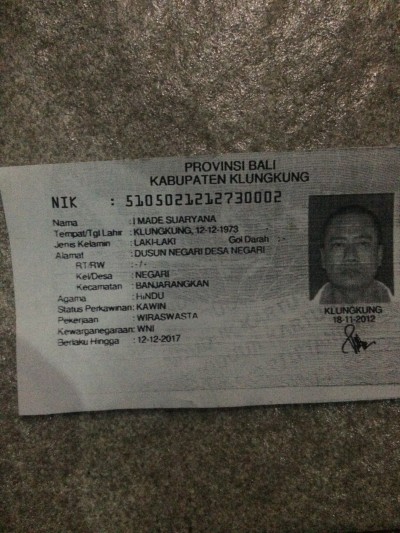 PROVINSI BALI
KABUPATEN KLUNGKUNG
NIK : 5105021212730002
Nama : I MADE SUARYANA
Tempat/Tgl Lahir : KLUNGKUNG, 12-12-1973
Jenis Kelamin : LAKI-LAKI Gol Darah : -
Alamat : DUSUN NEGARI DESA NEGARI
RT/RW : - / -
Kel/Desa : NEGARI
Kecamatan : BANJARANGKAN
Agama : HINDU
Status Perkawinan: KAWIN
Pekerjaan : WIRASWASTA
Kewarganegaraan: WNI
Berlaku Hingga : 12-12-2017
KLUNGKUNG
18-11-2012